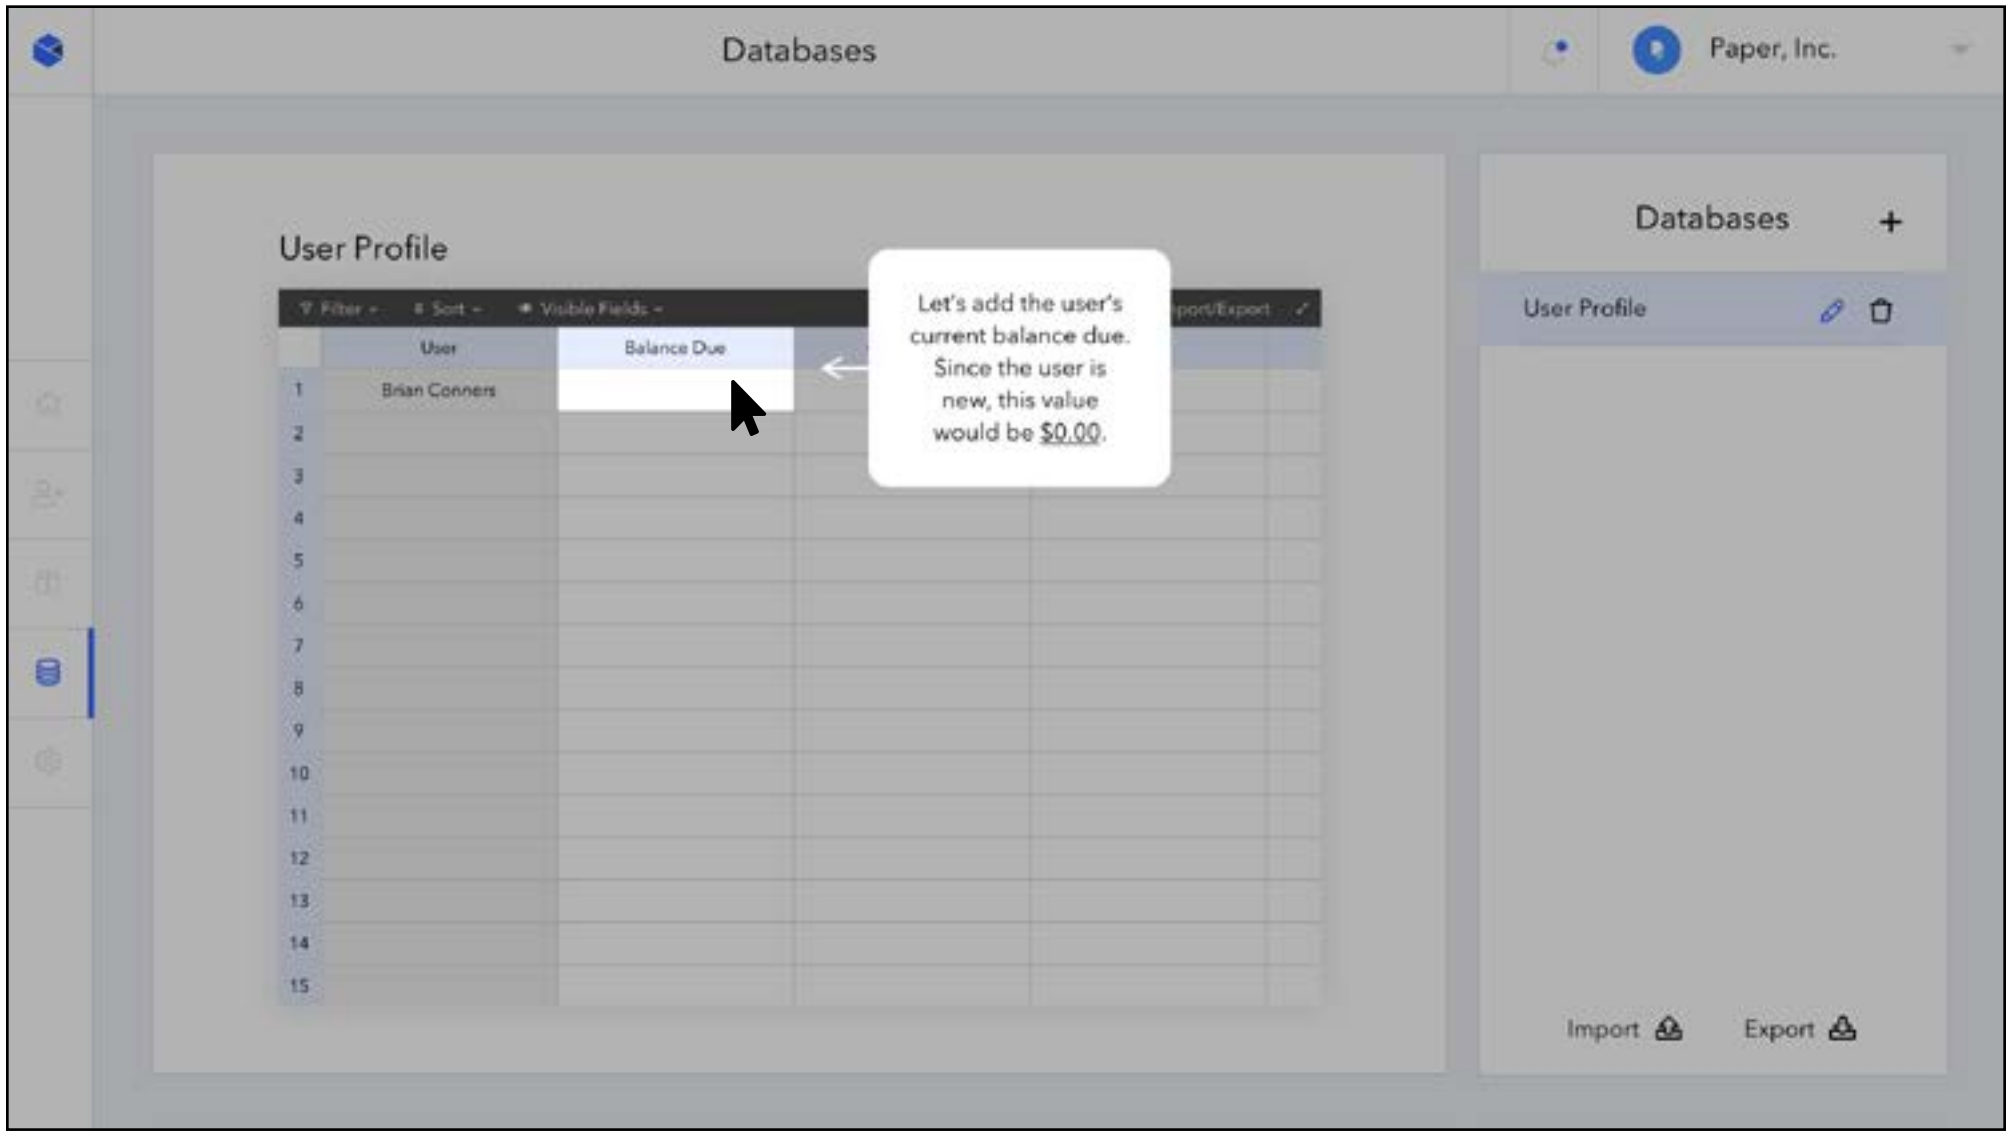 Databases
Paper, Inc.
User Profile
Filter
Sort
Visible Fields
port/Export
User
Balance Due
1
Brian Conners
2
3
4
5
6
7
8
9
10
11
12
13
14
15
Let's add the user's
current balance due.
Since the user is
new, this value
would be $0.00.
Databases
+
User Profile
Import
Export